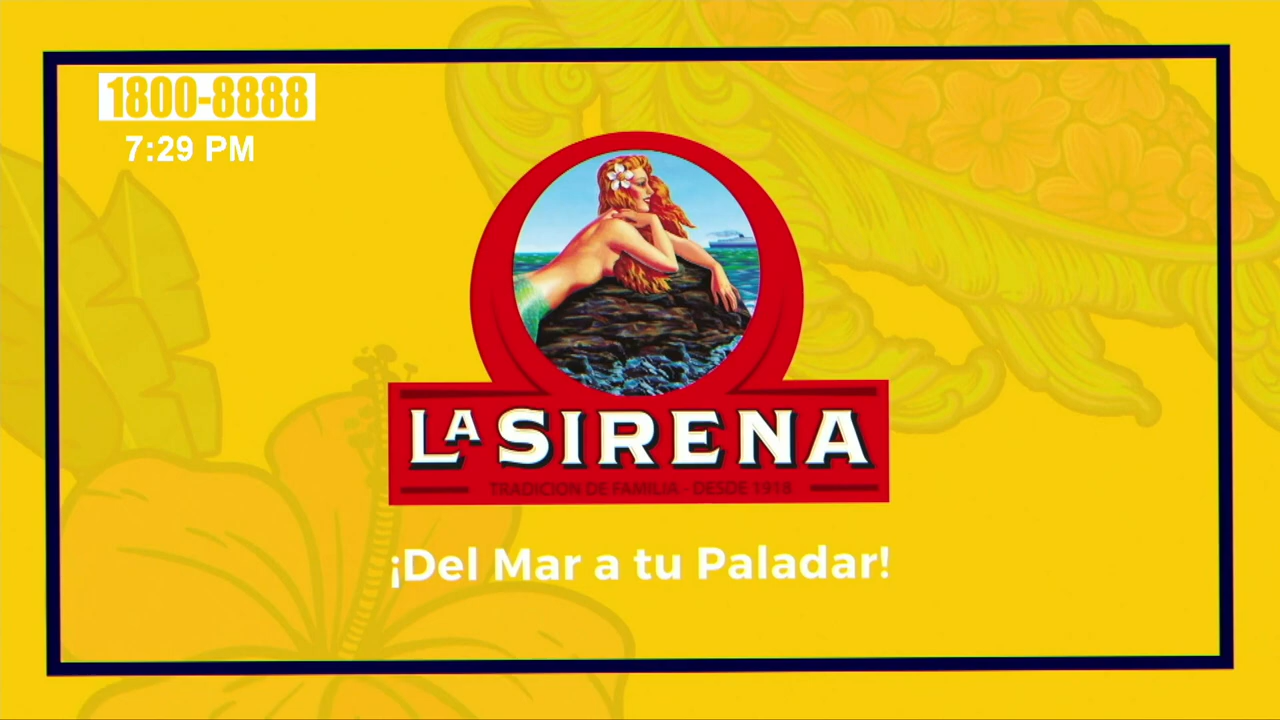 1800-8888
7:29 PM
LA SIRENA
TRADICION DE FAMILIA - DESDE 1918
¡Del Mar a tu Paladar!